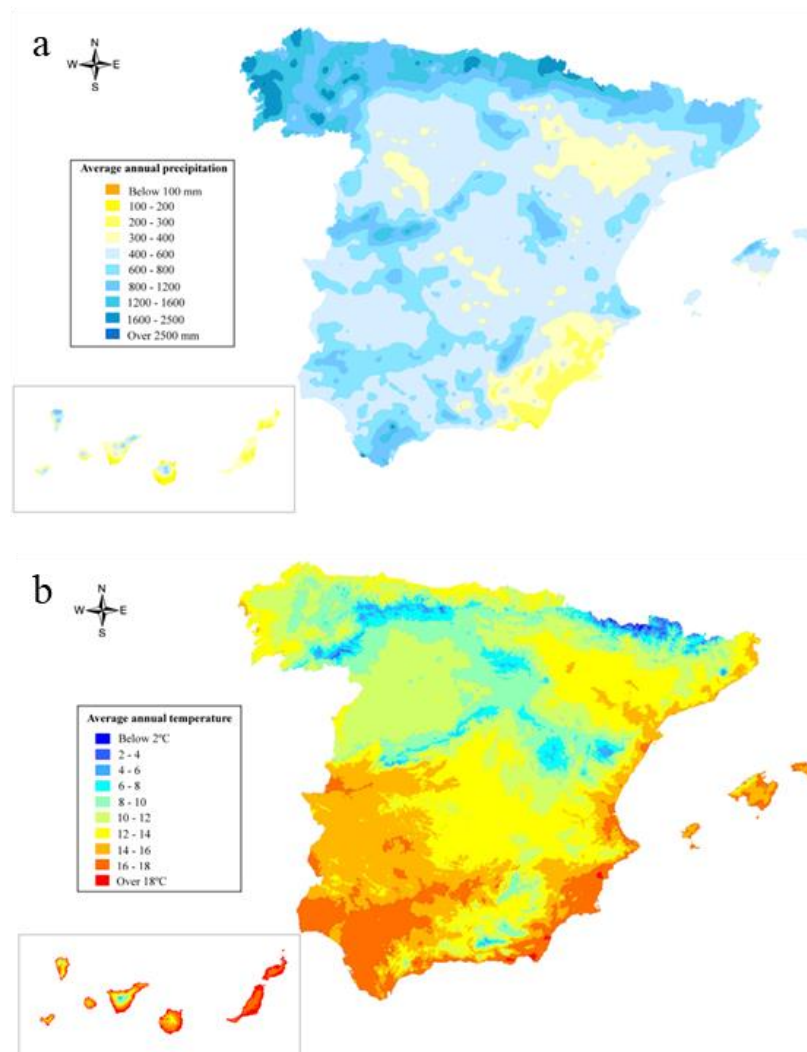 a
N
W E
S
Average annual precipitation
Below 100 mm
100 - 200
200 - 300
300 - 400
400 - 600
600 - 800
800 - 1200
1200 - 1600
1600 - 2500
Over 2500 mm
b
N
W E
S
Average annual temperature
Below 2ºC
2 - 4
4 - 6
6 - 8
8 - 10
10 - 12
12 - 14
14 - 16
16 - 18
Over 18ºC